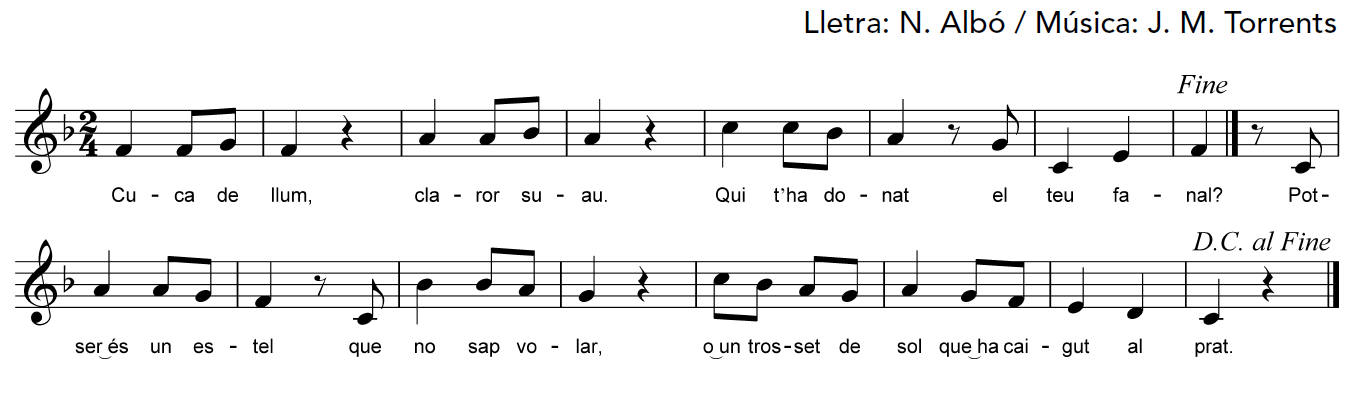 Lletra: N. Albó / Música: J. M. Torrents
Fine
2
4
Cu - ca de llum, cla - ror su - au. Qui t'ha do - nat el teu fa - nal? Pot-
D.C. al Fine
ser‿és un es - tel que no sap vo - lar, o‿un tros-set de sol que‿ha cai - gut al prat.